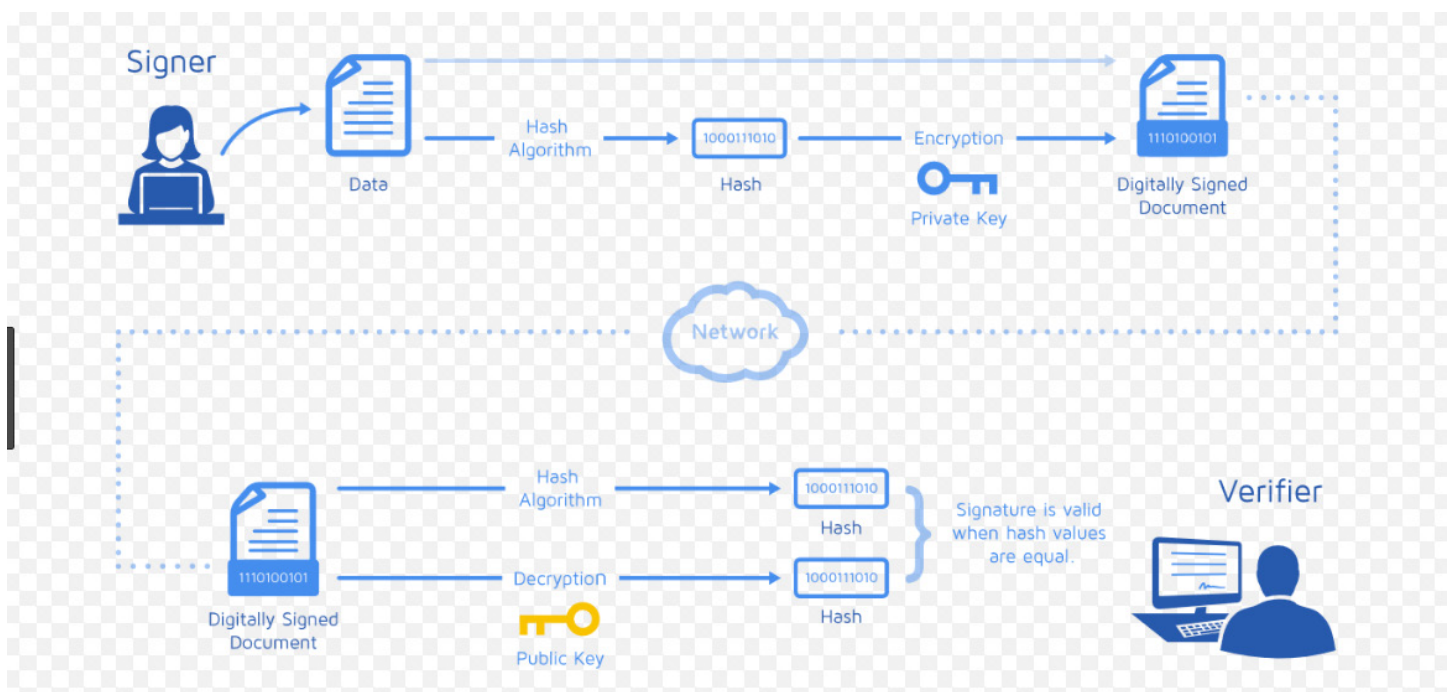 Signer
Data
Hash
Algorithm
1000111010
Hash
Encryption
Private Key
1110100101
Digitally Signed
Document
Network
1110100101
Digitally Signed
Document
Hash
Algorithm
1000111010
Hash
Decryption
Public Key
1000111010
Hash
Signature is valid
when hash values
are equal.
Verifier